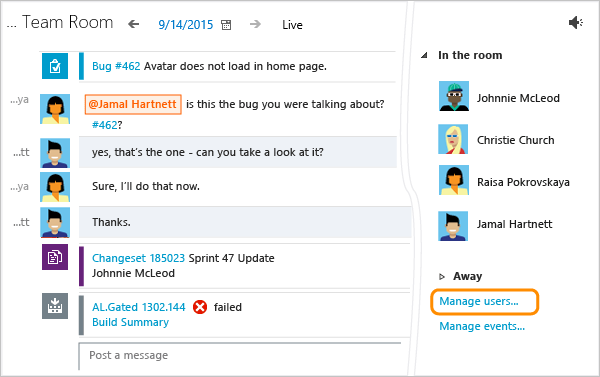 ... Team Room
9/14/2015
Live
Bug #462 Avatar does not load in home page.
...ya
@Jamal Hartnett is this the bug you were talking about?
#462?
...tt
yes, that's the one - can you take a look at it?
...ya
Sure, I'll do that now.
...tt
Thanks.
Changeset 185023 Sprint 47 Update
Johnnie McLeod
AL.Gated 1302.144 failed
Build Summary
Post a message
In the room
Johnnie McLeod
Christie Church
Raisa Pokrovskaya
Jamal Hartnett
Away
Manage users...
Manage events...